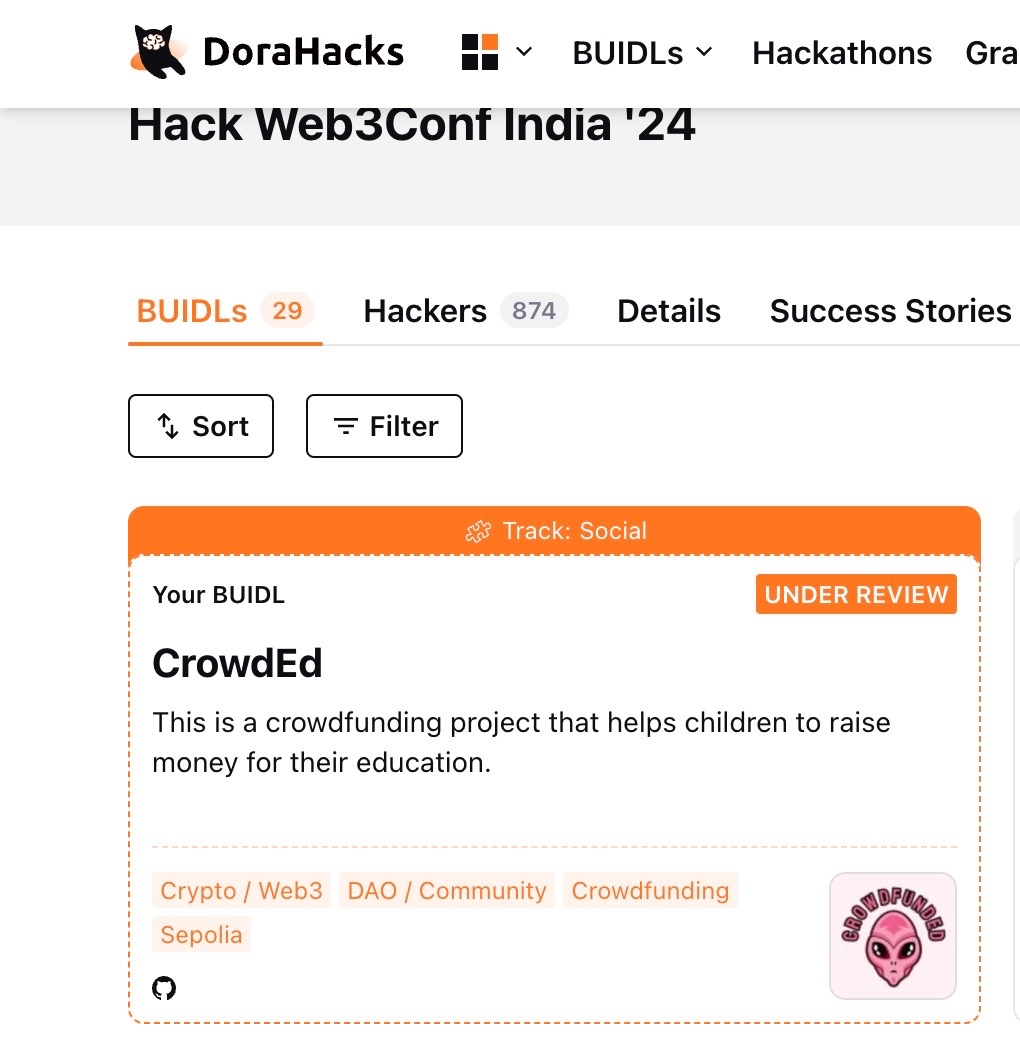 DoraHacks
BUIDLs
Hackathons
Gra
Hack Web3Conf India '24
BUIDLs 29
Hackers 874
Details
Success Stories
Sort
Filter
Track: Social
Your BUIDL
UNDER REVIEW
CrowdEd
This is a crowdfunding project that helps children to raise
money for their education.
Crypto / Web3
DAO / Community
Crowdfunding
Sepolia
CROWDFUNDED